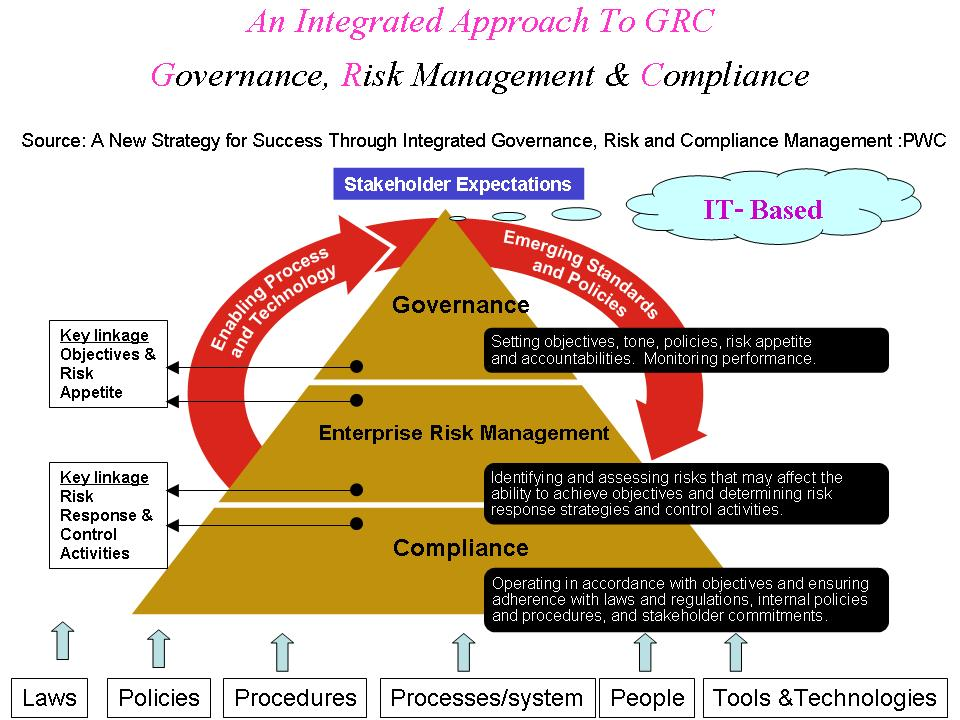 An Integrated Approach To GRC
Governance, Risk Management & Compliance
Source: A New Strategy for Success Through Integrated Governance, Risk and Compliance Management :PWC
Stakeholder Expectations
IT- Based
Enabling Process
and Technology
Emerging Standards
and Policies
Governance
Setting objectives, tone, policies, risk appetite
and accountabilities. Monitoring performance.
Key linkage
Objectives &
Risk
Appetite
Enterprise Risk Management
Identifying and assessing risks that may affect the
ability to achieve objectives and determining risk
response strategies and control activities.
Key linkage
Risk
Response &
Control
Activities
Compliance
Operating in accordance with objectives and ensuring
adherence with laws and regulations, internal policies
and procedures, and stakeholder commitments.
Laws
Policies
Procedures
Processes/system
People
Tools &Technologies